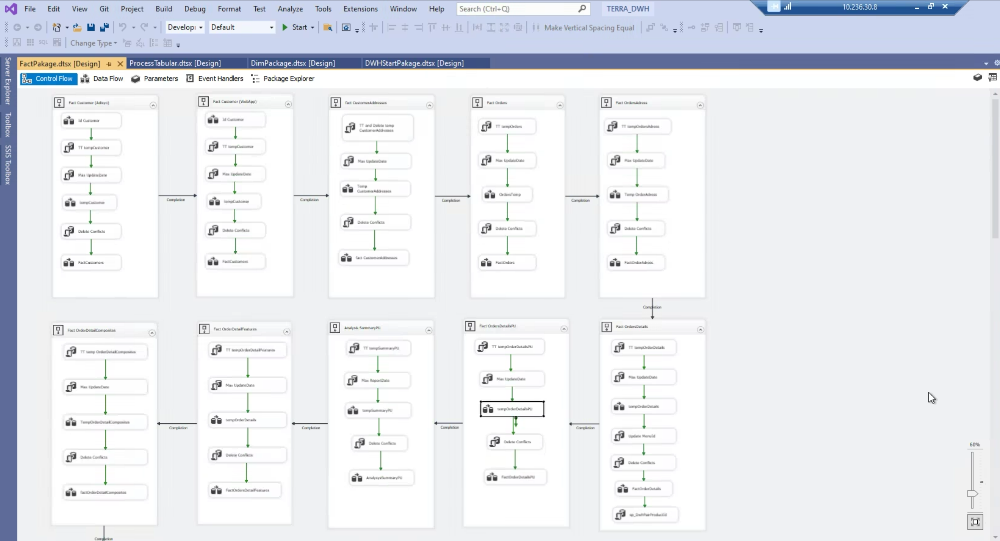 File Edit View Git Project Build Debug Format Test Analyze Tools Extensions Window Help Search (Ctrl+Q) TERRA_DWH 10.236.30.8
Developı Default Start Make Vertical Spacing Equal
SQL Change Type SQL
Server Explorer
Toolbox
SSIS Toolbox
FactPakage.dtsx [Design] ProcessTabular.dtsx [Design] DimPackage.dtsx [Design] DWHStartPakage.dtsx [Design]
Control Flow Data Flow Parameters Event Handlers Package Explorer
Fact Customer (Adisyo)
Id Customer
TT tempCustomer
Max UpdateDate
tempCustomer
Delete Conflicts
FactCustomers
Completion
Fact Customer (WebApp)
Id Customer
TT tempCustomer
Max UpdateDate
tempCustomer
Delete Conflicts
FactCustomers
Completion
fact CustomerAddresses
TT and Delete temp
CustomerAddresses
Max UpdateDate
Temp
CustomerAddresses
Delete Conflicts
fact CustomerAddresses
Completion
Fact Orders
TT tempOrders
Max UpdateDate
OrdersTemp
Delete Conflicts
FactOrders
Completion
Fact OrdersAdress
TT tempOrdersAdress
Max UpdateDate
Temp OrderAdress
Delete Conflicts
FactOrderAdress
Completion
Fact OrderDetailComposites
TT temp OrderDetailComposites
Max UpdateDate
TempOrderDetailComposites
Delete Conflicts
factOrderDetailComposites
Completion
Completion
Fact OrderDetailFeatures
TT tempOrderDetailFeatures
Max UpdateDate
tempOrderDetails
Delete Conflicts
FactOrdersDetailFeatures
Completion
Analysis SummaryPU
TT tempSummaryPU
Max ReportDate
tempSummaryPU
Delete Conflicts
AnalysysSummaryPU
Completion
Fact OrdersDetailsPU
TT tempOrderDetailsPU
Max UpdateDate
tempOrderDetailsPU
Delete Conflicts
FactOrderDetailsPU
Completion
Fact OrdersDetails
TT tempOrderDetails
Max UpdateDate
tempOrderDetails
Update MenuId
Delete Conflicts
FactOrderDetails
sp_DwhPairProductId
60%